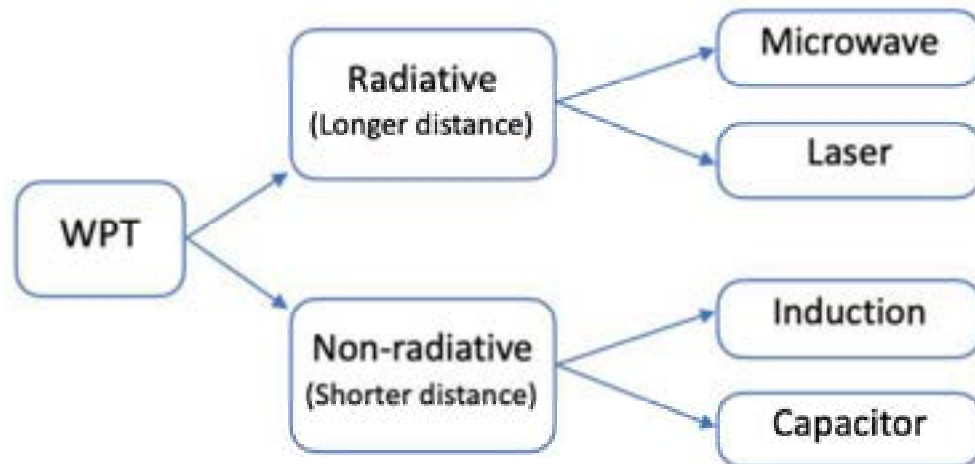 WPT
Radiative
(Longer distance)
Microwave
Laser
Non-radiative
(Shorter distance)
Induction
Capacitor